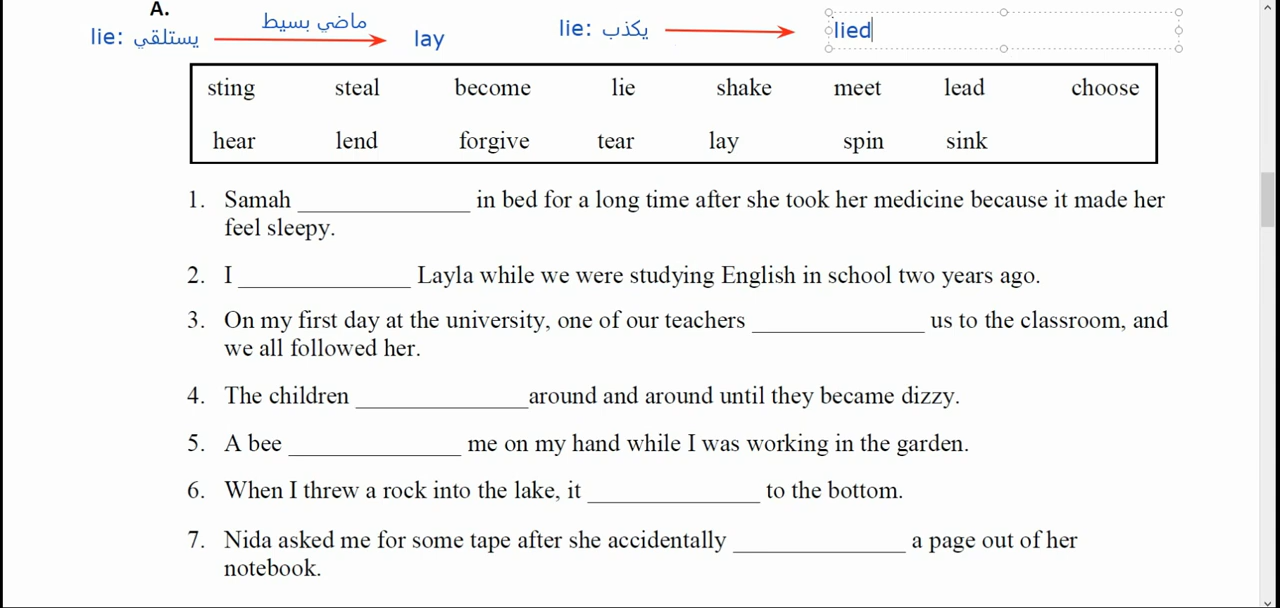 A.
lie: يستلقي ماضي بسيط lay lie: يكذب lied
sting steal become lie shake meet lead choose
hear lend forgive tear lay spin sink
1. Samah ______________ in bed for a long time after she took her medicine because it made her
feel sleepy.
2. I ______________ Layla while we were studying English in school two years ago.
3. On my first day at the university, one of our teachers ______________ us to the classroom, and
we all followed her.
4. The children ______________around and around until they became dizzy.
5. A bee ______________ me on my hand while I was working in the garden.
6. When I threw a rock into the lake, it ______________ to the bottom.
7. Nida asked me for some tape after she accidentally ______________ a page out of her
notebook.